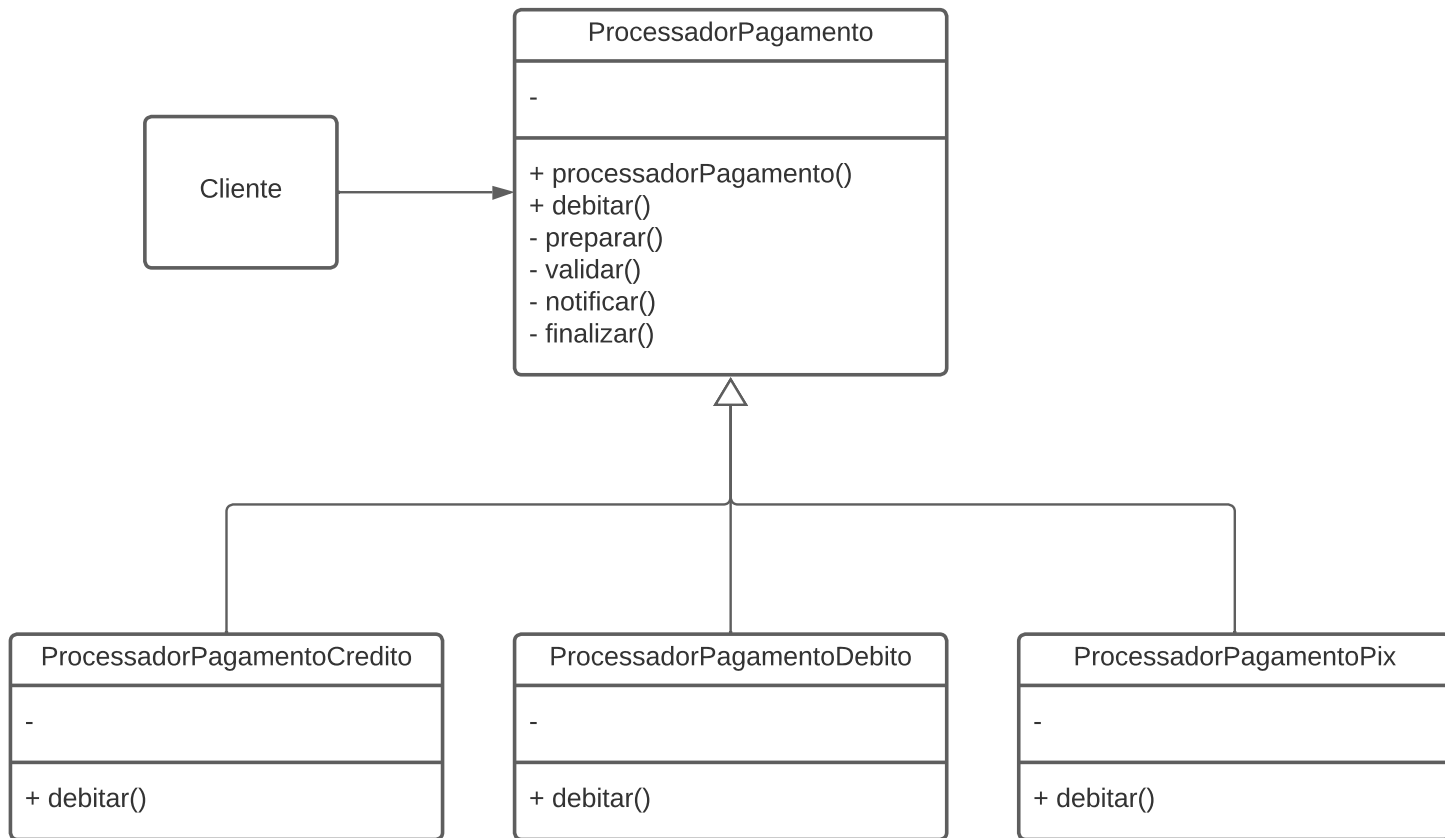 ProcessadorPagamento
-
Cliente
+ processadorPagamento()
+ debitar()
- preparar()
- validar()
- notificar()
- finalizar()
ProcessadorPagamentoCredito
-
+ debitar()
ProcessadorPagamentoDebito
-
+ debitar()
ProcessadorPagamentoPix
-
+ debitar()